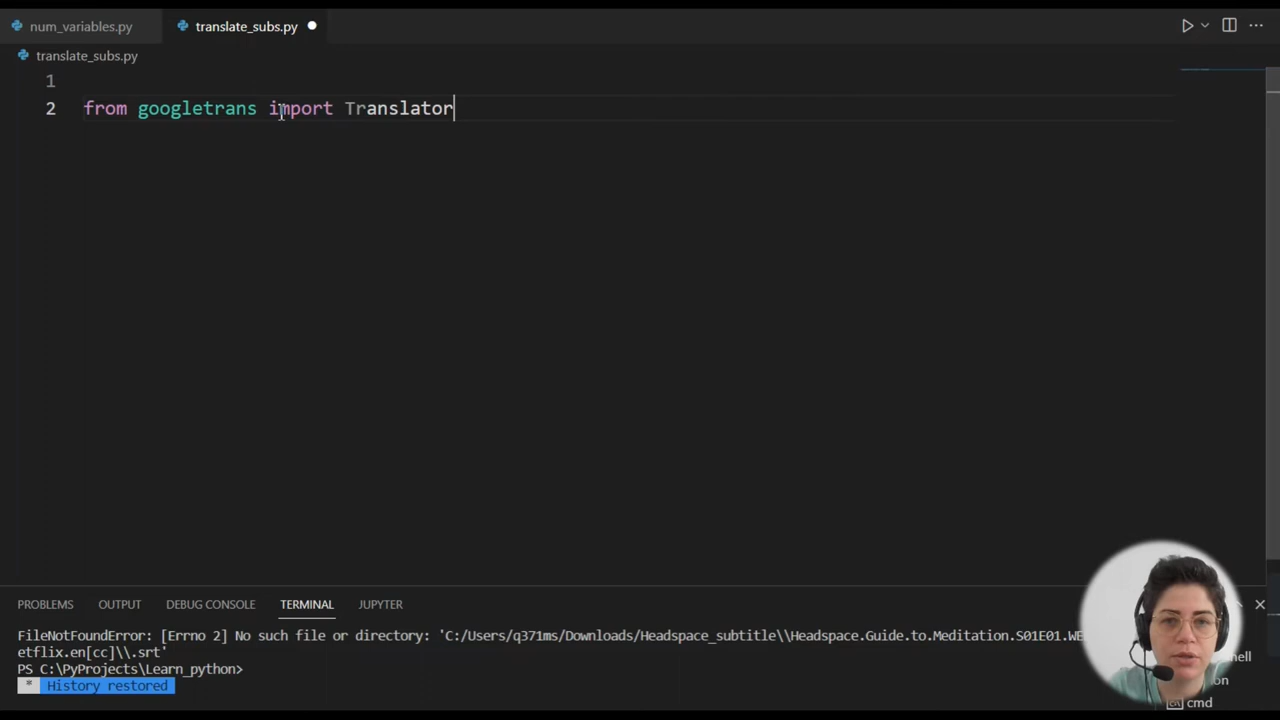 num_variables.py
translate_subs.py
translate_subs.py
1
2 from googletrans import Translator
PROBLEMS OUTPUT DEBUG CONSOLE TERMINAL JUPYTER
FileNotFoundError: [Errno 2] No such file or directory: 'C:/Users/q371ms/Downloads/Headspace_subtitle\\Headspace.Guide.to.Meditation.S01E01.WE
etflix.en[cc]\\.srt'
PS C:\PyProjects\Learn_python>
* History restored
ell
on
cmd